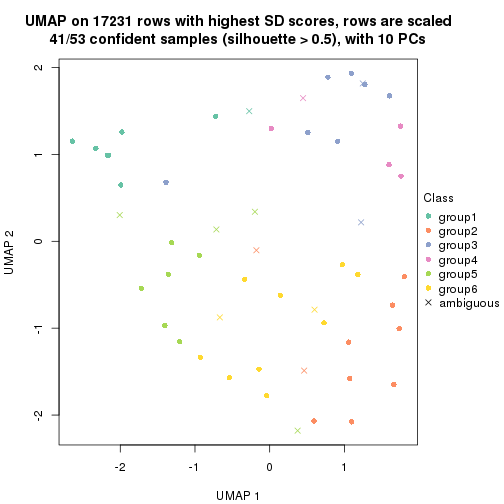 UMAP on 17231 rows with highest SD scores, rows are scaled
41/53 confident samples (silhouette > 0.5), with 10 PCs
2
1
0
-1
-2
UMAP 2
-2
-1
0
1
UMAP 1
Class
group1
group2
group3
group4
group5
group6
ambiguous